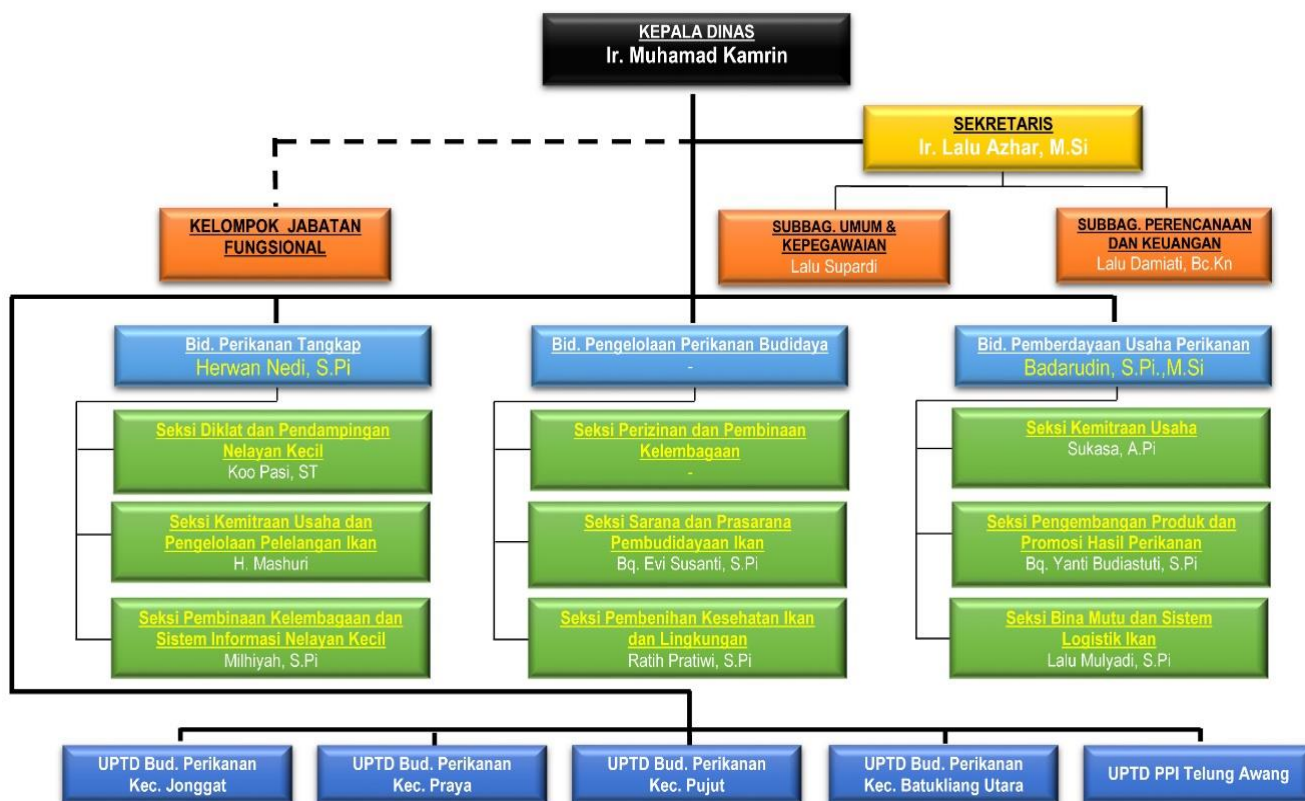 KEPALA DINAS
Ir. Muhamad Kamrin
SEKRETARIS
Ir. Lalu Azhar, M.Si
KELOMPOK JABATAN
FUNGSIONAL
SUBBAG. UMUM &
KEPEGAWAIAN
Lalu Supardi
SUBBAG. PERENCANAAN
DAN KEUANGAN
Lalu Damiati, Bc.Kn
Bid. Perikanan Tangkap
Herwan Nedi, S.Pi
Seksi Diklat dan Pendampingan
Nelayan Kecil
Koo Pasi, ST
Seksi Kemitraan Usaha dan
Pengelolaan Pelelangan Ikan
H. Mashuri
Seksi Pembinaan Kelembagaan dan
Sistem Informasi Nelayan Kecil
Milhiyah, S.Pi
Bid. Pengelolaan Perikanan Budidaya
-
Seksi Perizinan dan Pembinaan
Kelembagaan
-
Seksi Sarana dan Prasarana
Pembudidayaan Ikan
Bq. Evi Susanti, S.Pi
Seksi Pembenihan Kesehatan Ikan
dan Lingkungan
Ratih Pratiwi, S.Pi
Bid. Pemberdayaan Usaha Perikanan
Badarudin, S.Pi.,M.Si
Seksi Kemitraan Usaha
Sukasa, A.Pi
Seksi Pengembangan Produk dan
Promosi Hasil Perikanan
Bq. Yanti Budiastuti, S.Pi
Seksi Bina Mutu dan Sistem
Logistik Ikan
Lalu Mulyadi, S.Pi
UPTD Bud. Perikanan
Kec. Jonggat
UPTD Bud. Perikanan
Kec. Praya
UPTD Bud. Perikanan
Kec. Pujut
UPTD Bud. Perikanan
Kec. Batukliang Utara
UPTD PPI Telung Awang